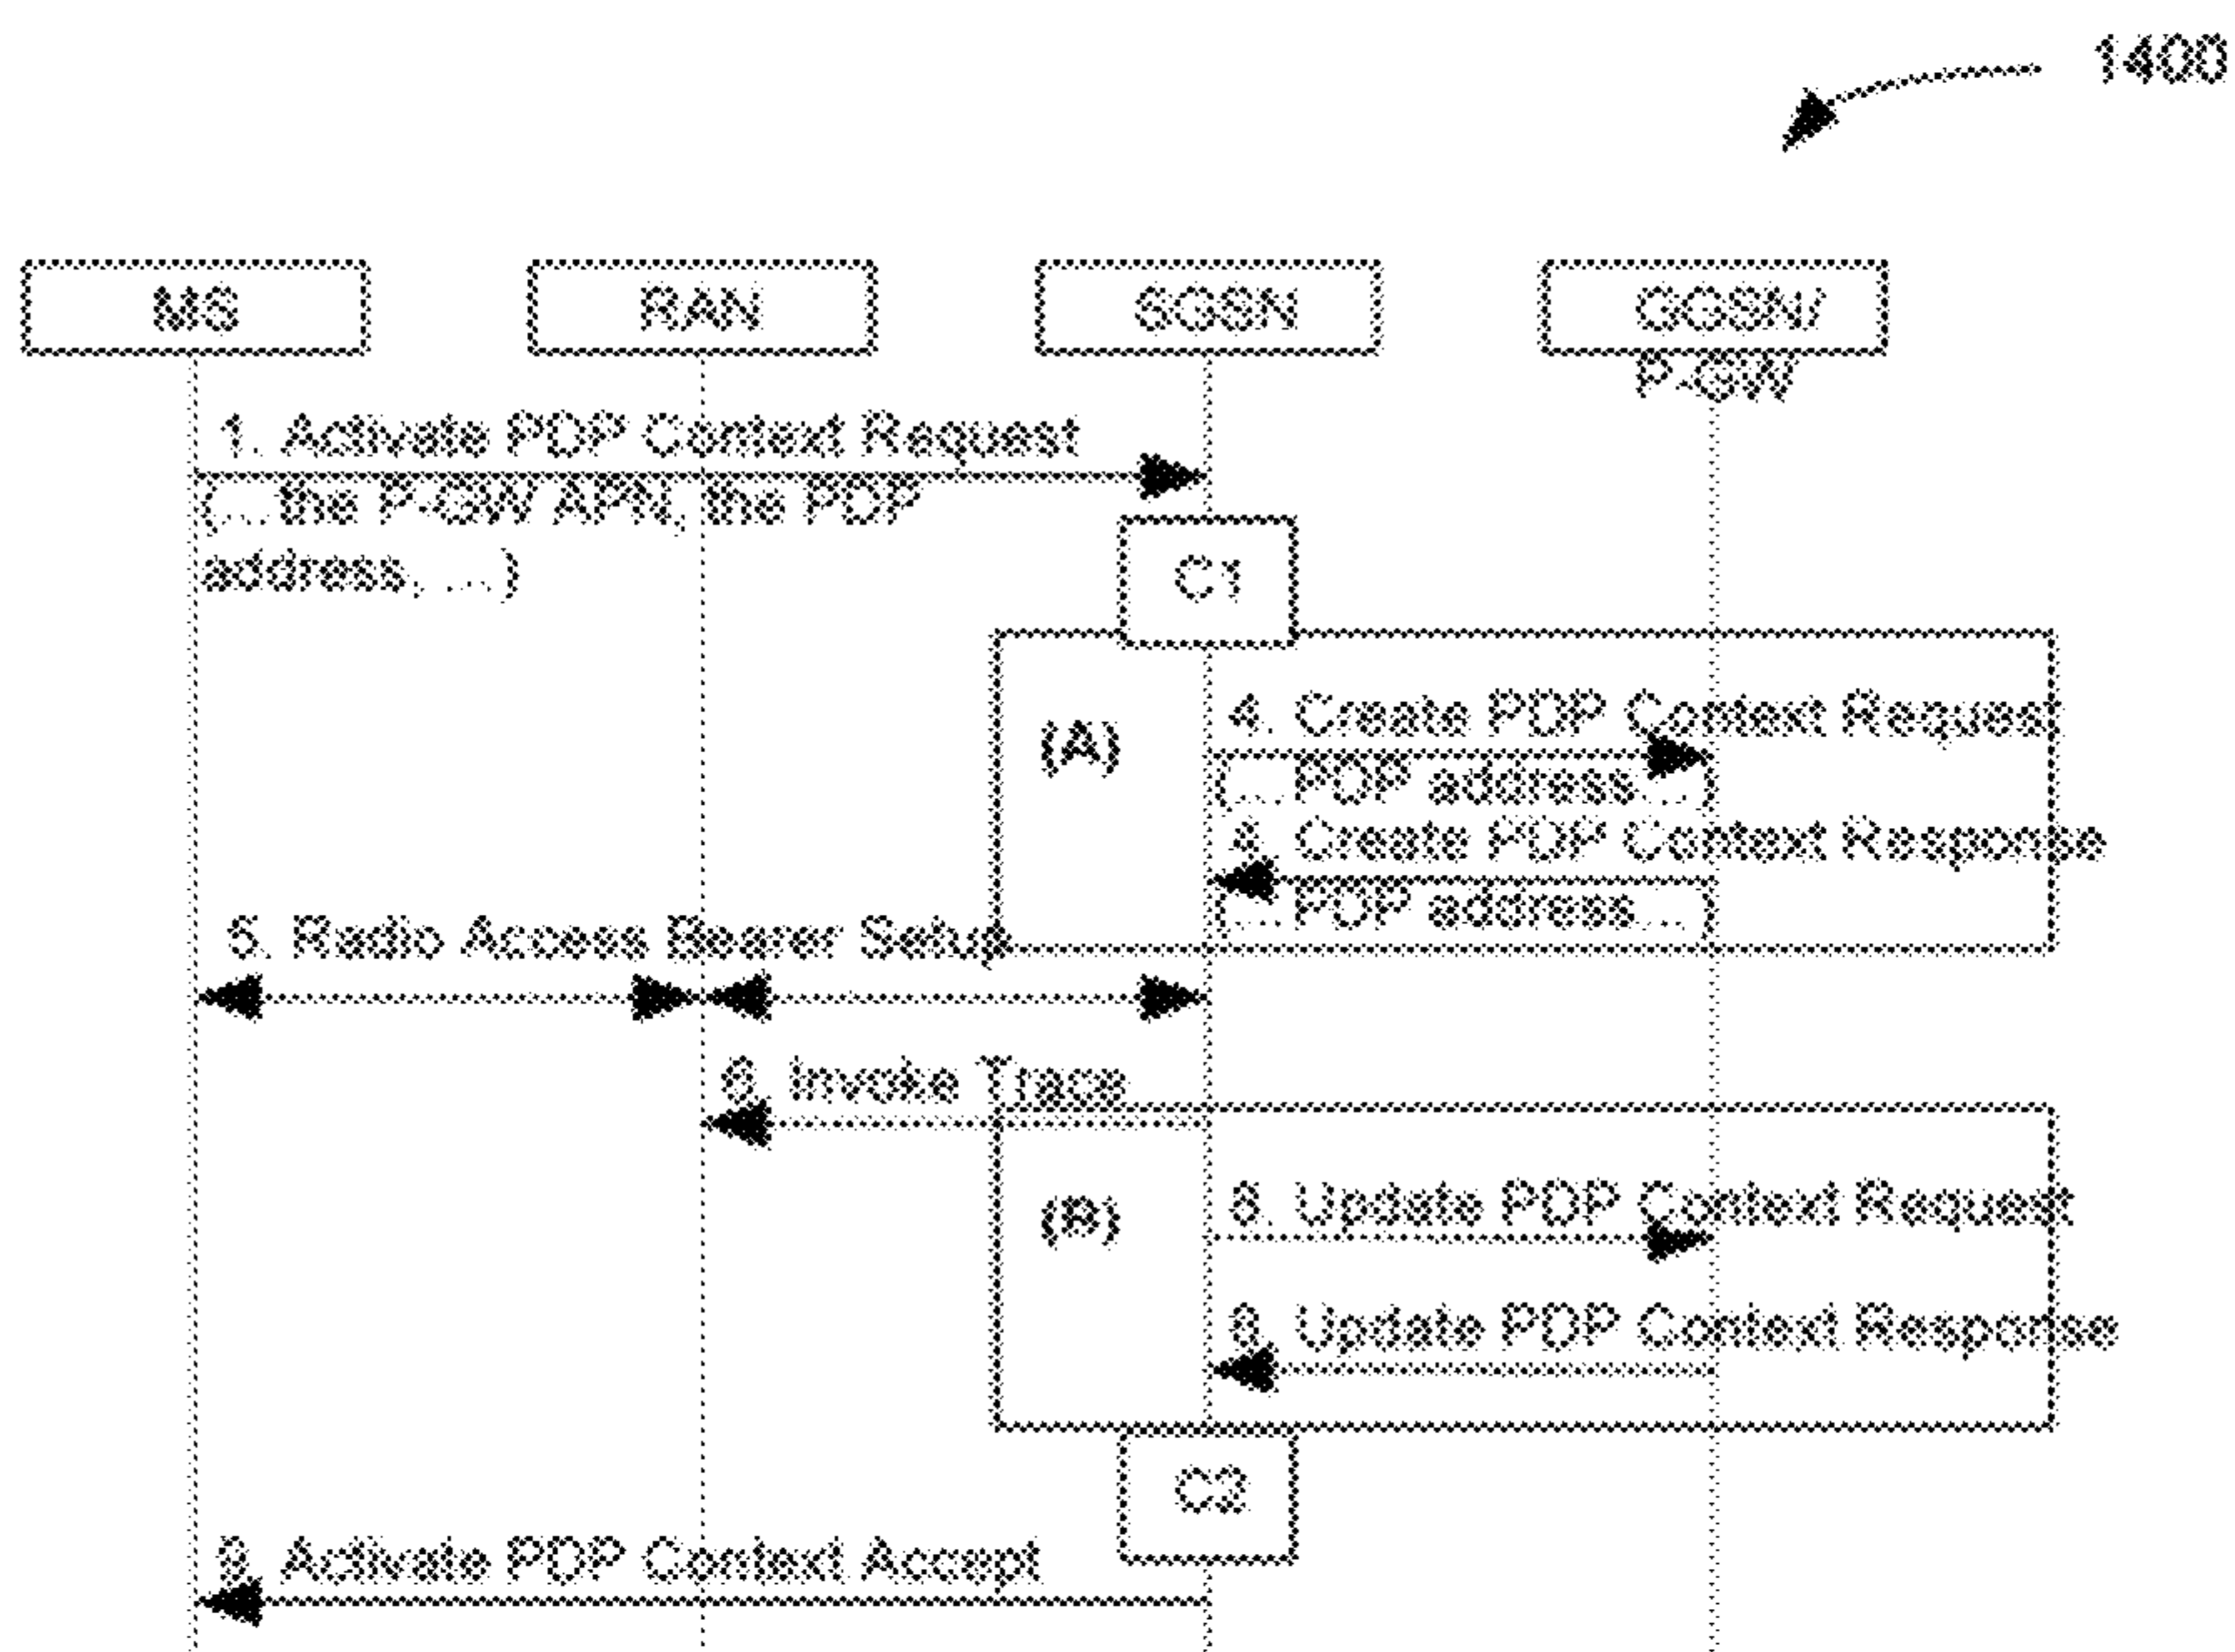 1400
MS
RAN
SGSN
GGSN/
P-GW
1. Activate PDP Context Request
(... the P-GW APN, the PDP
address, ...)
C1
(A)
4. Create PDP Context Request
(... PDP address...)
4. Create PDP Context Response
(... PDP address...)
5. Radio Access Bearer Setup
6. Invoke Trace
(B)
8. Update PDP Context Request
Update PDP Context Response
C2
9. Activate PDP Context Accept